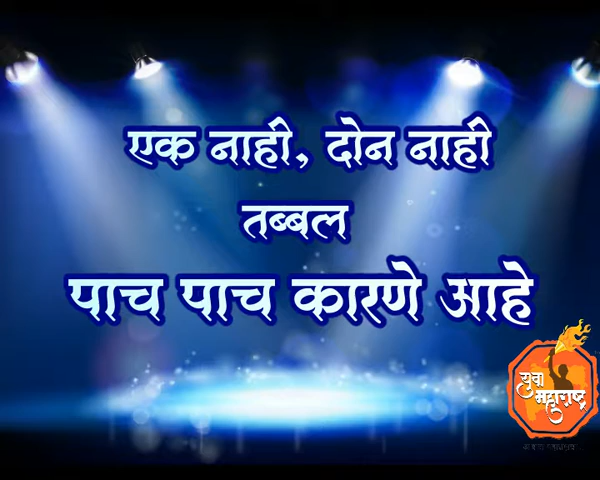 एक नाही, दोन नाही
तब्बल
पाच पाच कारणे आहे
युवा
महाराष्ट्र